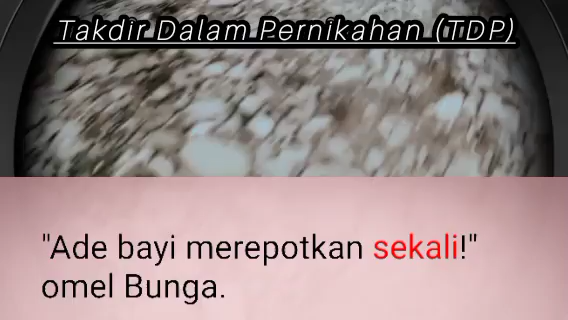 Takdir Dalam Pernikahan (TDP)
"Ade bayi merepotkan sekali!"
omel Bunga.